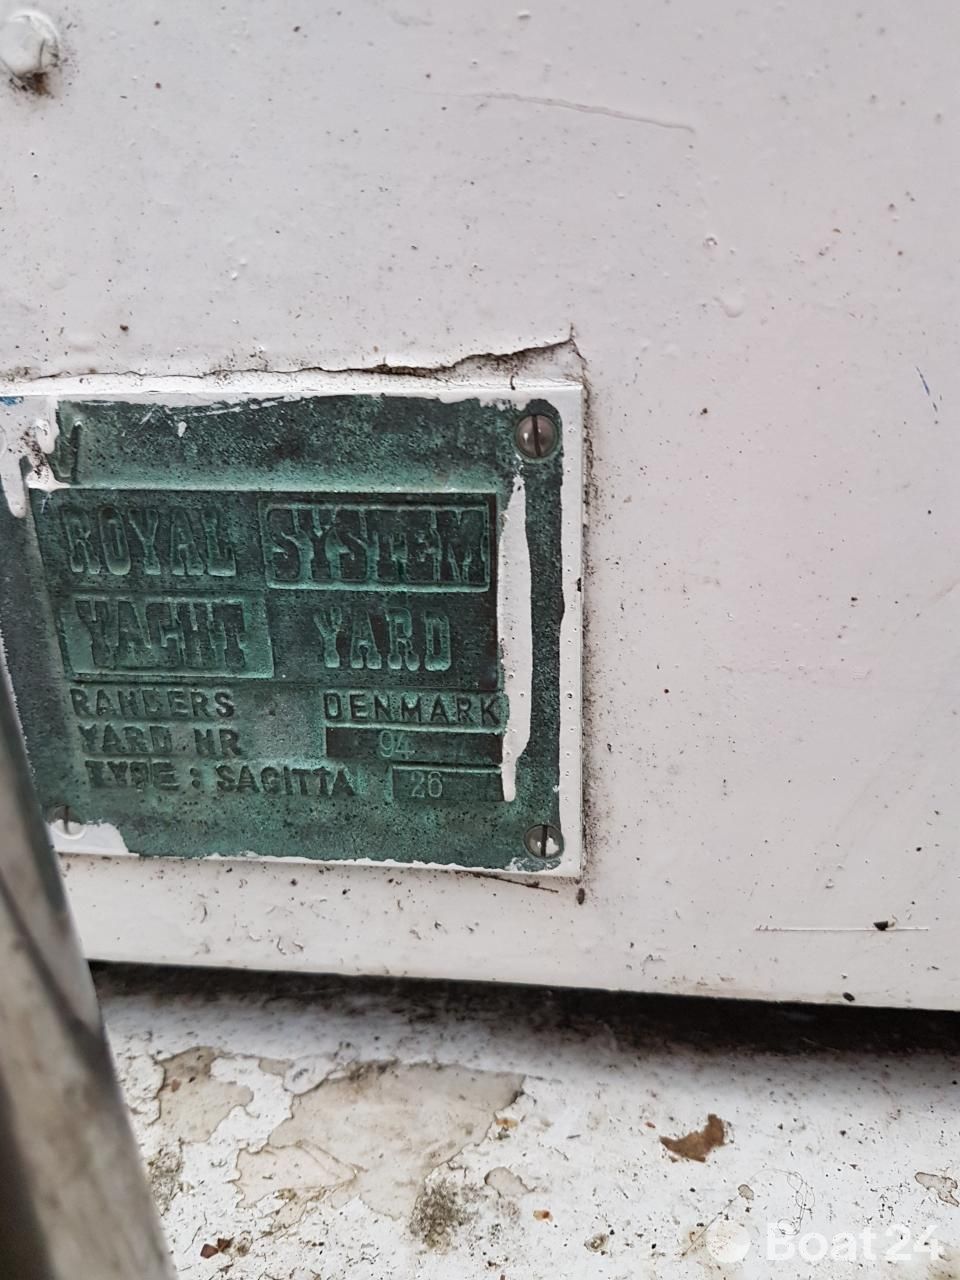 ROYAL SYSTEM
YACHT YARD
RANDERS DENMARK
YARD NR 94
TYPE: SAGITTA 26
Boat24